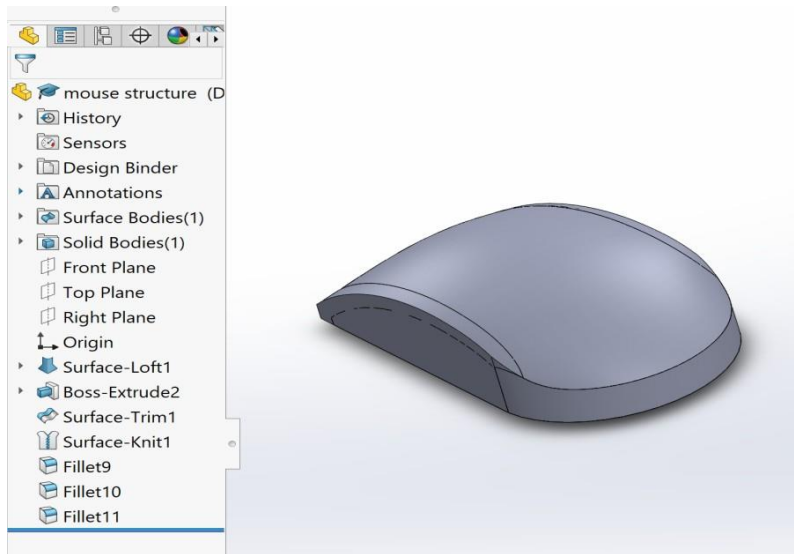 mouse structure (D
History
Sensors
Design Binder
Annotations
Surface Bodies(1)
Solid Bodies(1)
Front Plane
Top Plane
Right Plane
Origin
Surface-Loft1
Boss-Extrude2
Surface-Trim1
Surface-Knit1
Fillet9
Fillet10
Fillet11